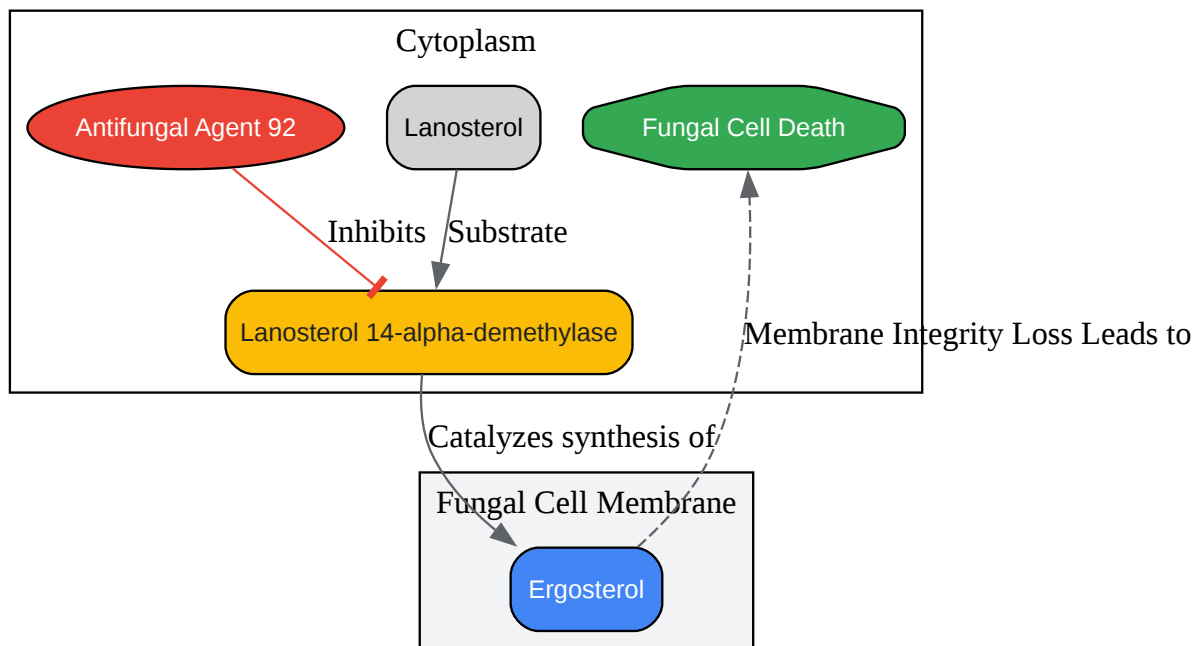 Cytoplasm
Antifungal Agent 92
Lanosterol
Fungal Cell Death
Inhibits
Substrate
Lanosterol 14-alpha-demethylase
Membrane Integrity Loss Leads to
Catalyzes synthesis of
Fungal Cell Membrane
Ergosterol